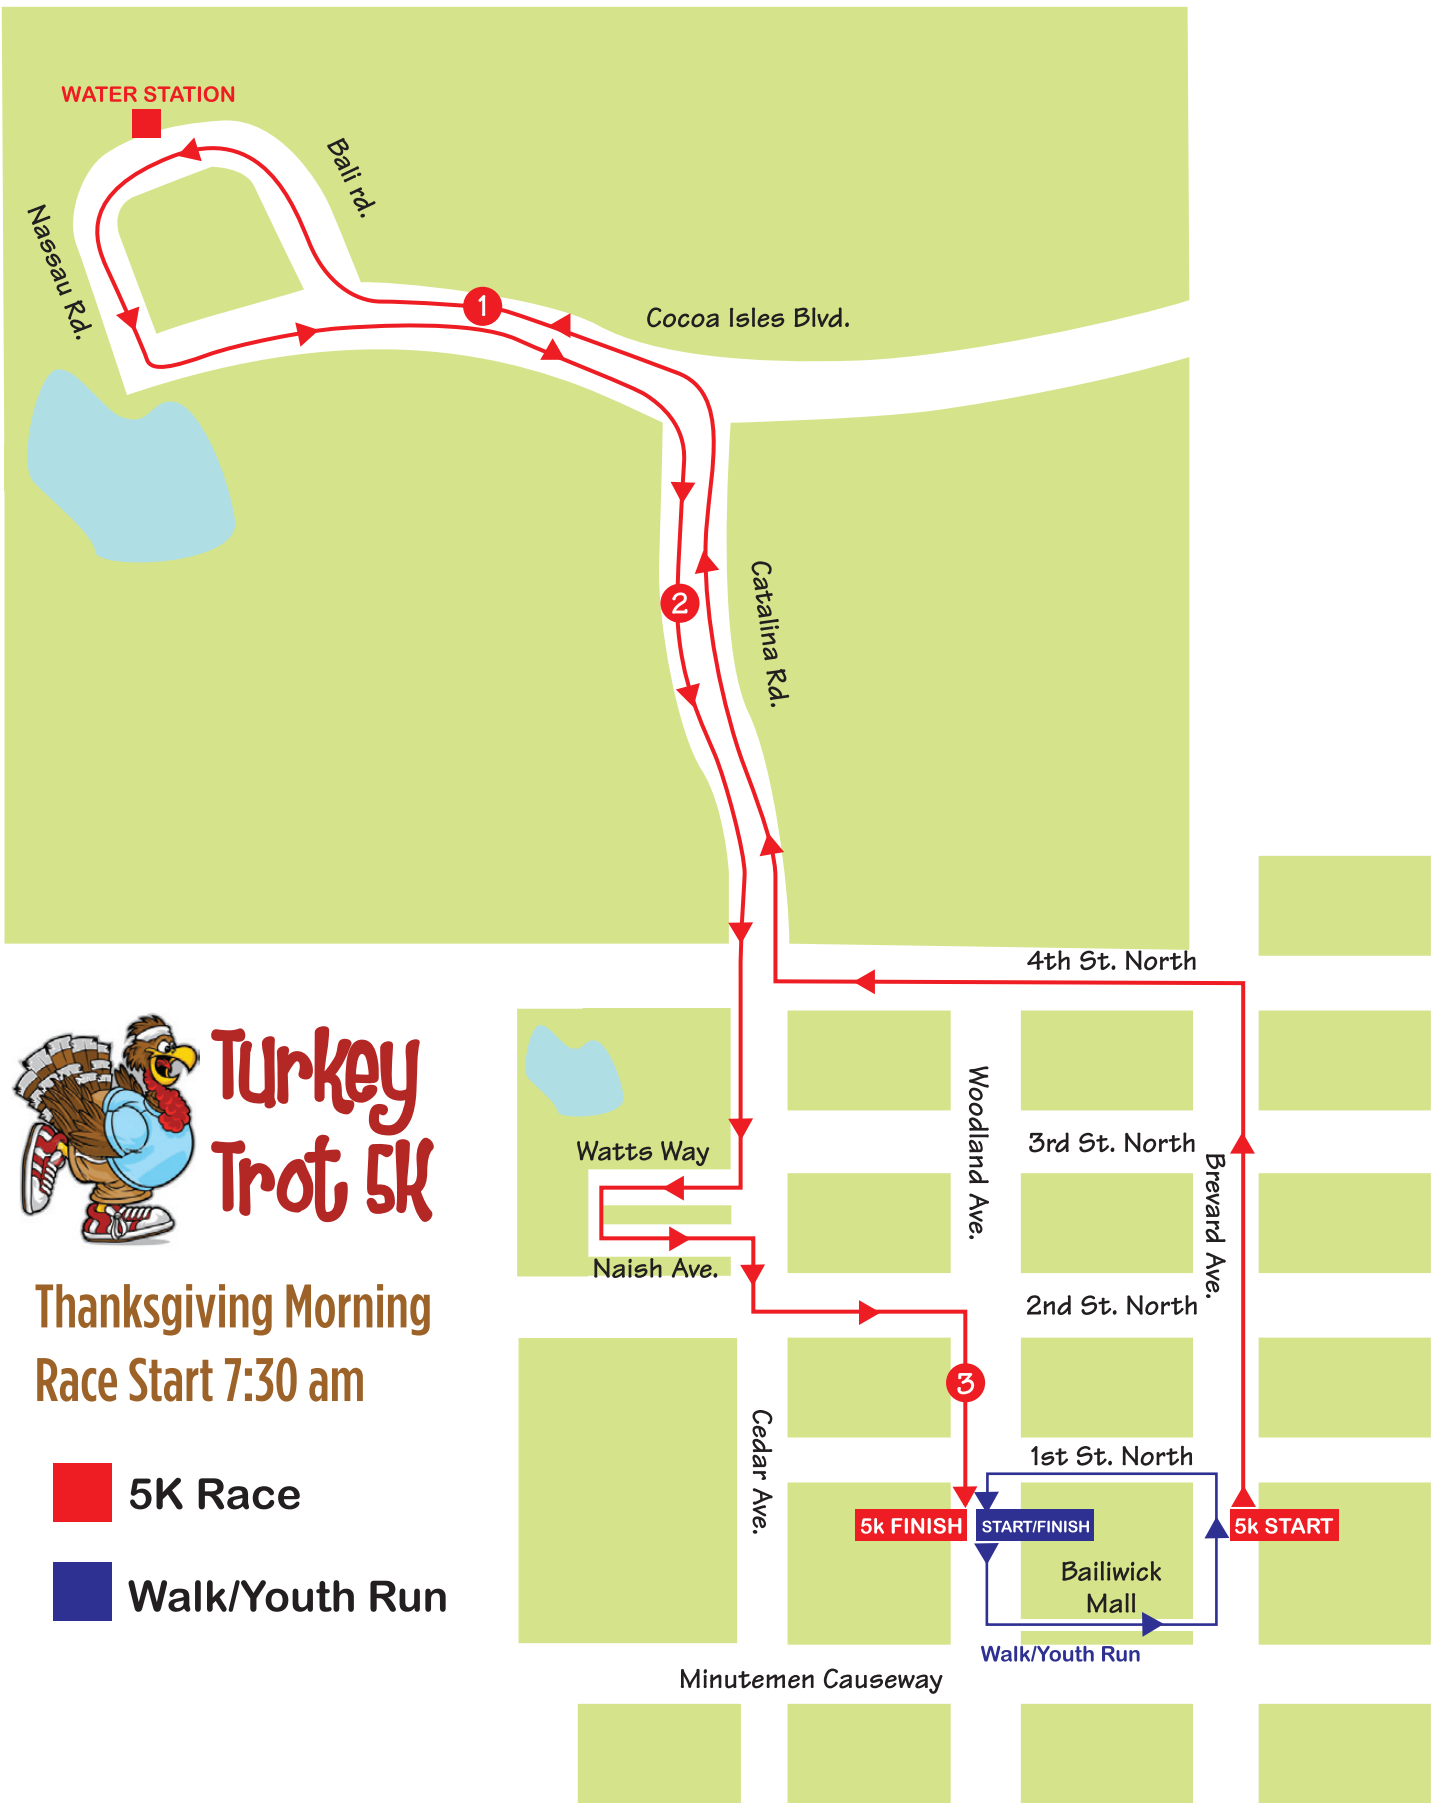 WATER STATION
Bali rd.
Nassau Rd.
1
Cocoa Isles Blvd.
2
Catalina Rd.
4th St. North
Turkey
Trot 5K
Woodland Ave.
Watts Way
3rd St. North
Brevard Ave.
Naish Ave.
2nd St. North
Thanksgiving Morning
Race Start 7:30 am
3
Cedar Ave.
1st St. North
5K Race
5k FINISH
START/FINISH
5k START
Bailiwick
Mall
Walk/Youth Run
Walk/Youth Run
Minutemen Causeway